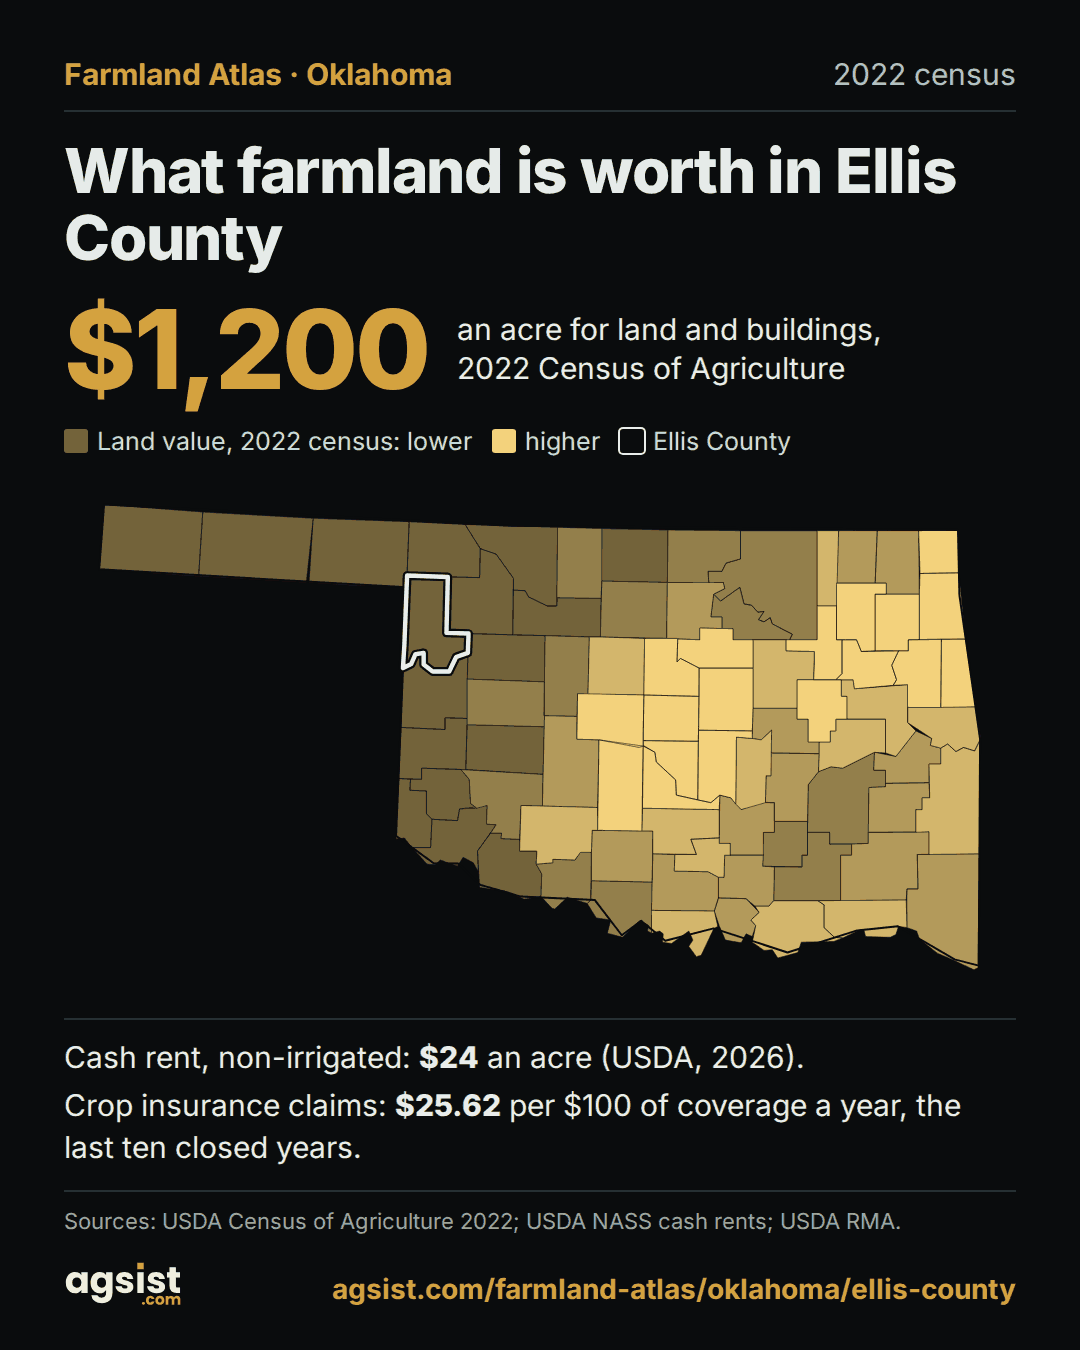 Farmland Atlas · Oklahoma
2022 census
What farmland is worth in Ellis
County
$1,200
an acre for land and buildings,
2022 Census of Agriculture
Land value, 2022 census: lower
higher
Ellis County
Cash rent, non-irrigated: $24 an acre (USDA, 2026).
Crop insurance claims: $25.62 per $100 of coverage a year, the
last ten closed years.
Sources: USDA Census of Agriculture 2022; USDA NASS cash rents; USDA RMA.
agsist
.com
agsist.com/farmland-atlas/oklahoma/ellis-county